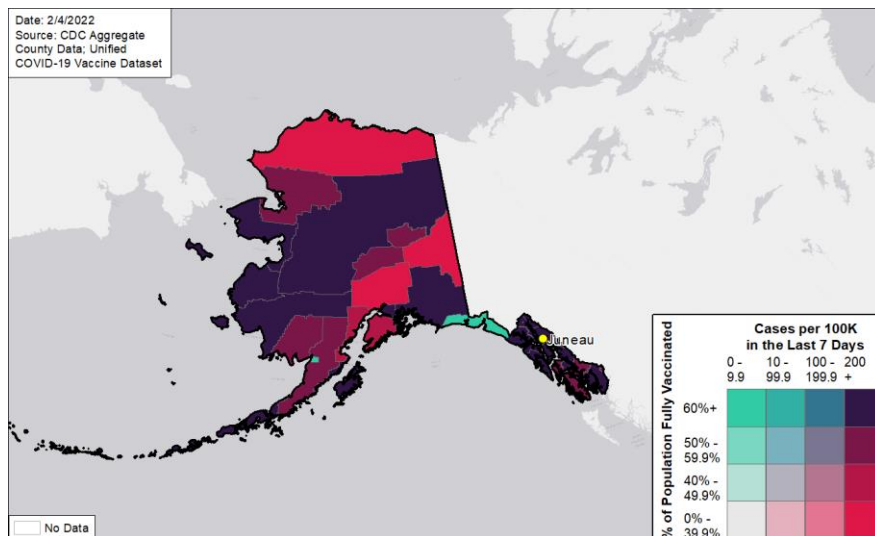 Date: 2/4/2022
Source: CDC Aggregate
County Data; Unified
COVID-19 Vaccine Dataset
Juneau
No Data
% of Population Fully Vaccinated
Cases per 100K
in the Last 7 Days
0 - 10 - 100 - 200
9.9 99.9 199.9 +
60%+
50% -
59.9%
40% -
49.9%
0% -
39.9%